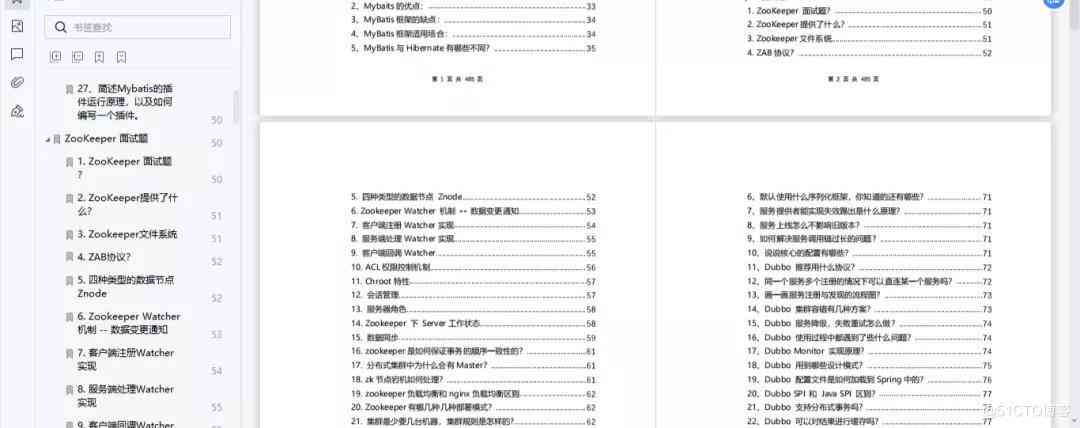 书签查找
27、简述Mybatis的插
件运行原理，以及如何
编写一个插件。
50
ZooKeeper 面试题
50
1. ZooKeeper 面试题
?
50
2. ZooKeeper提供了什
么?
51
3. Zookeeper文件系统
51
4. ZAB协议?
52
5. 四种类型的数据节点
Znode
52
6. Zookeeper Watcher
机制 -- 数据变更通知
53
7. 客户端注册Watcher
实现
54
8. 服务端处理Watcher
实现
55
9. 客户端回调Watcher
2、Mybaits 的优点: 33
3、MyBatis 框架的缺点: 34
4、MyBatis 框架适用场合: 34
5、MyBatis 与 Hibernate 有哪些不同? 35
第 1 页 共 485 页
1. ZooKeeper 面试题? 50
2. ZooKeeper 提供了什么? 51
3. Zookeeper 文件系统 51
4. ZAB 协议? 52
第 2 页 共 485 页
5. 四种类型的数据节点 Znode 52
6. Zookeeper Watcher 机制 -- 数据变更通知 53
7. 客户端注册 Watcher 实现 54
8. 服务端处理 Watcher 实现 55
9. 客户端回调 Watcher 55
10. ACL 权限控制机制 56
11. Chroot 特性 57
12. 会话管理 57
13. 服务器角色 58
14. Zookeeper 下 Server 工作状态 58
15. 数据同步 59
16. zookeeper 是如何保证事务的顺序一致性的? 61
17. 分布式集群中为什么会有 Master? 61
18. zk 节点宕机如何处理? 61
19. zookeeper 负载均衡和 nginx 负载均衡区别 62
20. Zookeeper 有哪几种几种部署模式? 62
21. 集群最少要几台机器，集群规则是怎样的? 62
6、默认使用什么序列化框架，你知道的还有哪些? 71
7、服务提供者能实现失效踢出是什么原理? 71
8、服务上线怎么不影响旧版本? 71
9、如何解决服务调用链过长的问题? 71
10、说说核心的配置有哪些? 71
11、Dubbo 推荐用什么协议? 72
12、同一个服务多个注册的情况下可以直连某一个服务吗? 72
13、画一画服务注册与发现的流程图? 73
14、Dubbo 集群容错有几种方案? 73
15、Dubbo 服务降级，失败重试怎么做? 74
16、Dubbo 使用过程中都遇到了些什么问题? 74
17、Dubbo Monitor 实现原理? 74
18、Dubbo 用到哪些设计模式? 75
19、Dubbo 配置文件是如何加载到 Spring 中的? 76
20、Dubbo SPI 和 Java SPI 区别? 77
21、Dubbo 支持分布式事务吗? 77
22、Dubbo 可以对结果进行缓存吗? 77
@51CTO博客